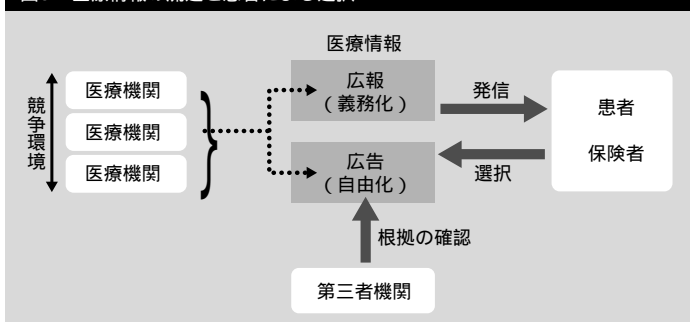 医療情報
競争環境
医療機関
医療機関
医療機関
広報
（義務化）
広告
（自由化）
発信
選択
患者
保険者
根拠の確認
第三者機関